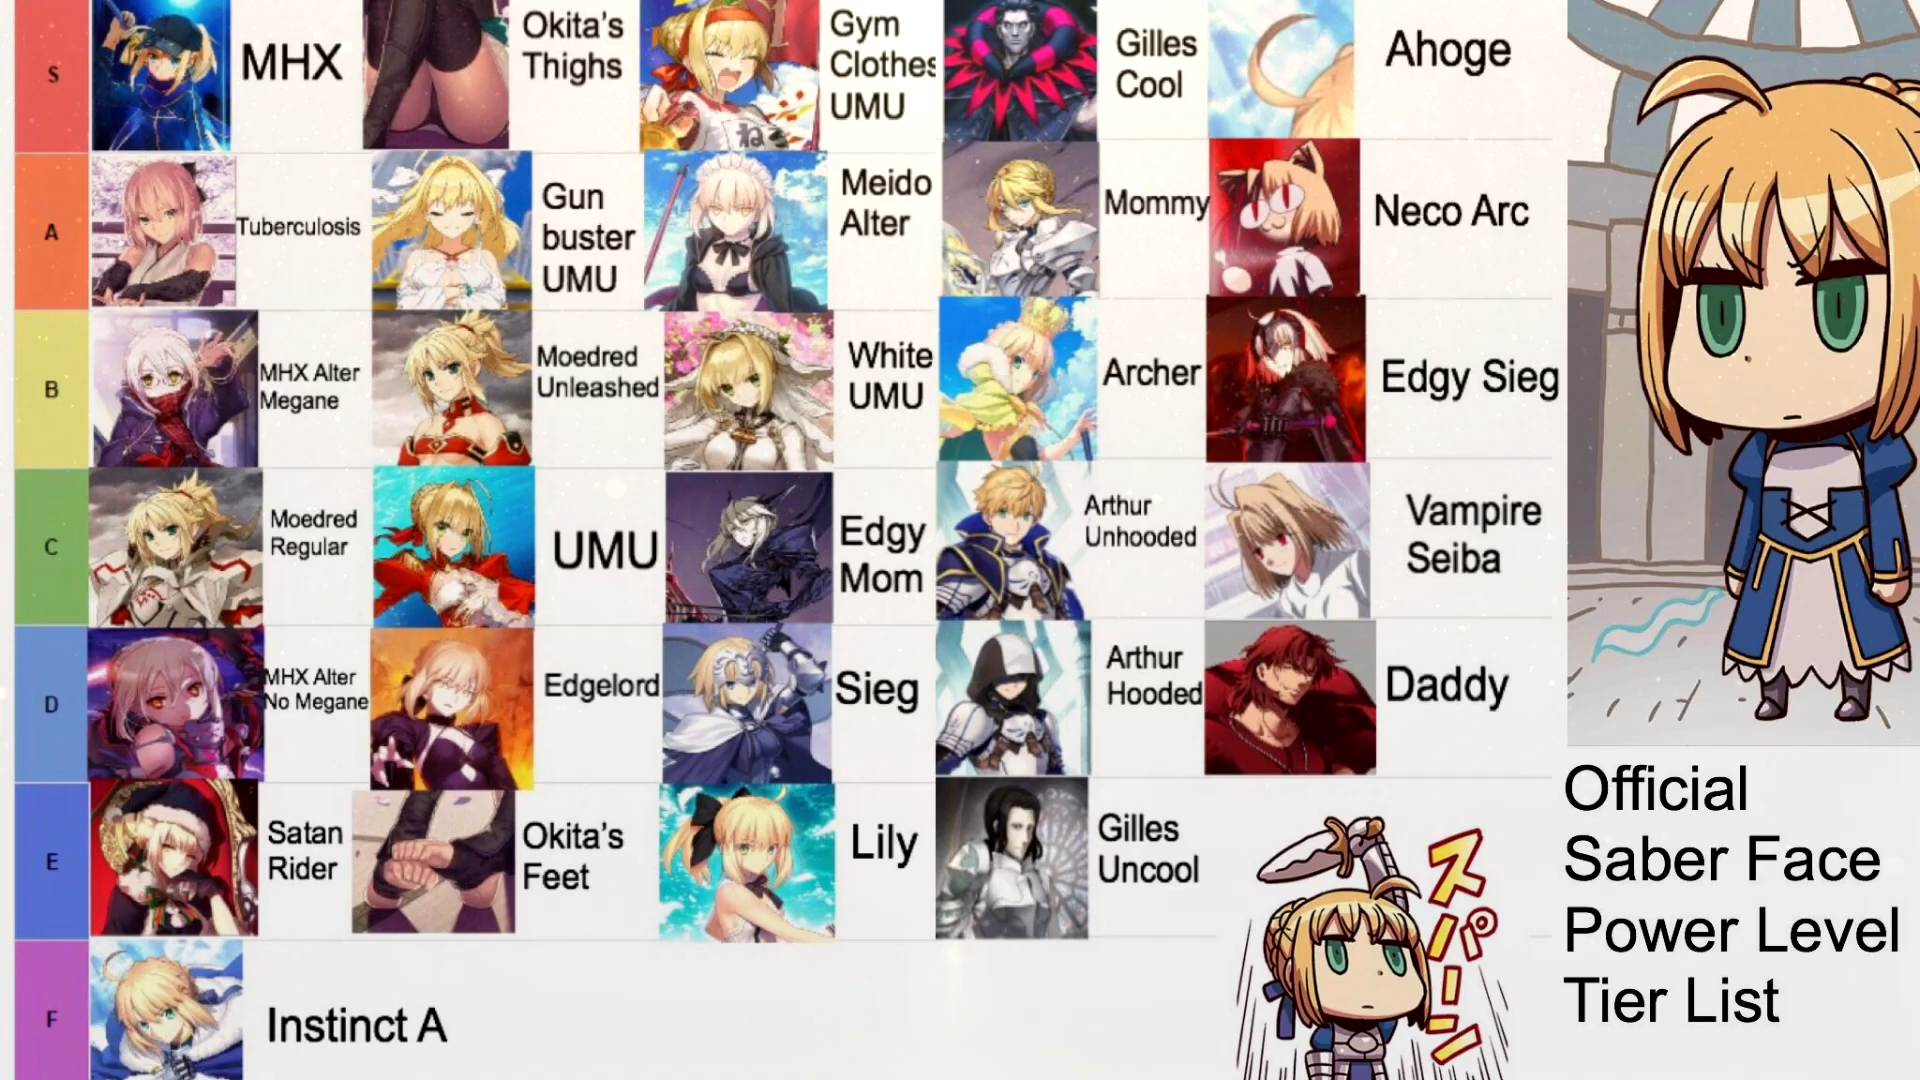 S
MHX
Okita's
Thighs
Gym
Clothes
UMU
ねろ
Gilles
Cool
Ahoge
A
Tuberculosis
Gun
buster
UMU
Meido
Alter
Mommy
Neco Arc
B
MHX Alter
Megane
Moedred
Unleashed
White
UMU
Archer
Edgy Sieg
C
Moedred
Regular
UMU
Edgy
Mom
Arthur
Unhooded
Vampire
Seiba
D
MHX Alter
No Megane
Edgelord
Sieg
Arthur
Hooded
Daddy
E
Satan
Rider
Okita's
Feet
Lily
Gilles
Uncool
スパーン
F
Instinct A
Official
Saber Face
Power Level
Tier List